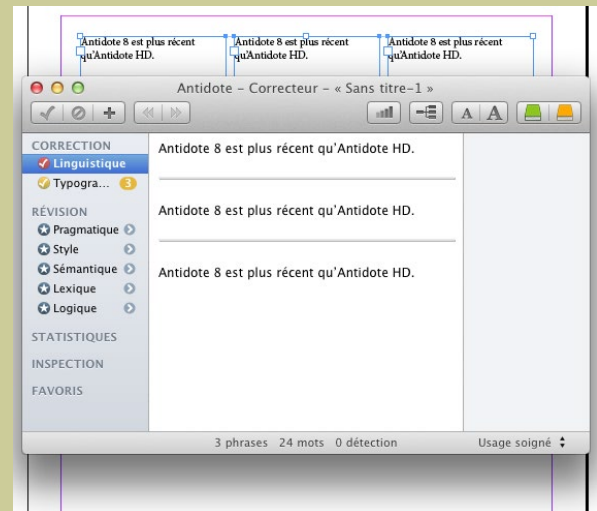 Antidote 8 est plus récent
qu'Antidote HD.
Antidote 8 est plus récent
qu'Antidote HD.
Antidote 8 est plus récent
qu'Antidote HD.
Antidote – Correcteur – « Sans titre-1 »
A A
CORRECTION
Linguistique
Typogra... 3
RÉVISION
Pragmatique
Style
Sémantique
Lexique
Logique
STATISTIQUES
INSPECTION
FAVORIS
Antidote 8 est plus récent qu'Antidote HD.
Antidote 8 est plus récent qu'Antidote HD.
Antidote 8 est plus récent qu'Antidote HD.
3 phrases 24 mots 0 détection Usage soigné